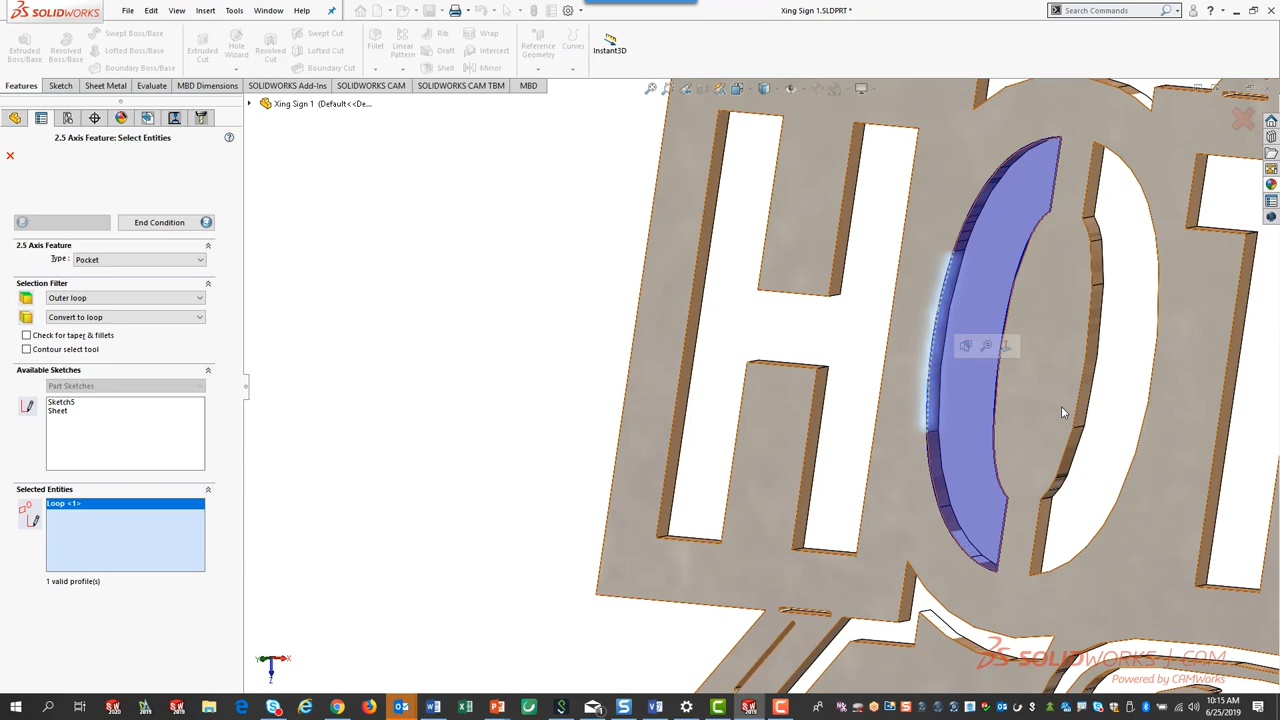 SOLIDWORKS
File Edit View Insert Tools Window Help
Xing Sign 1.SLDPRT *
Search Commands
Extruded Boss/Base
Revolved Boss/Base
Swept Boss/Base
Lofted Boss/Base
Boundary Boss/Base
Extruded Cut
Hole Wizard
Revolved Cut
Swept Cut
Lofted Cut
Boundary Cut
Fillet
Linear Pattern
Rib
Draft
Shell
Wrap
Intersect
Mirror
Reference Geometry
Curves
Instant3D
Features Sketch Sheet Metal Evaluate MBD Dimensions SOLIDWORKS Add-Ins SOLIDWORKS CAM SOLIDWORKS CAM TBM MBD
Xing Sign 1 (Default<<De...
2.5 Axis Feature: Select Entities
End Condition
2.5 Axis Feature
Type : Pocket
Selection Filter
Outer loop
Convert to loop
Check for taper & fillets
Contour select tool
Available Sketches
Part Sketches
Sketch5
Sheet
Selected Entities
Loop <1>
1 valid profile(s)
HOT
Y X
Z
SOLIDWORKS | CAM
Powered by CAMWorks
2020 2019 2019
10:15 AM
6/25/2019